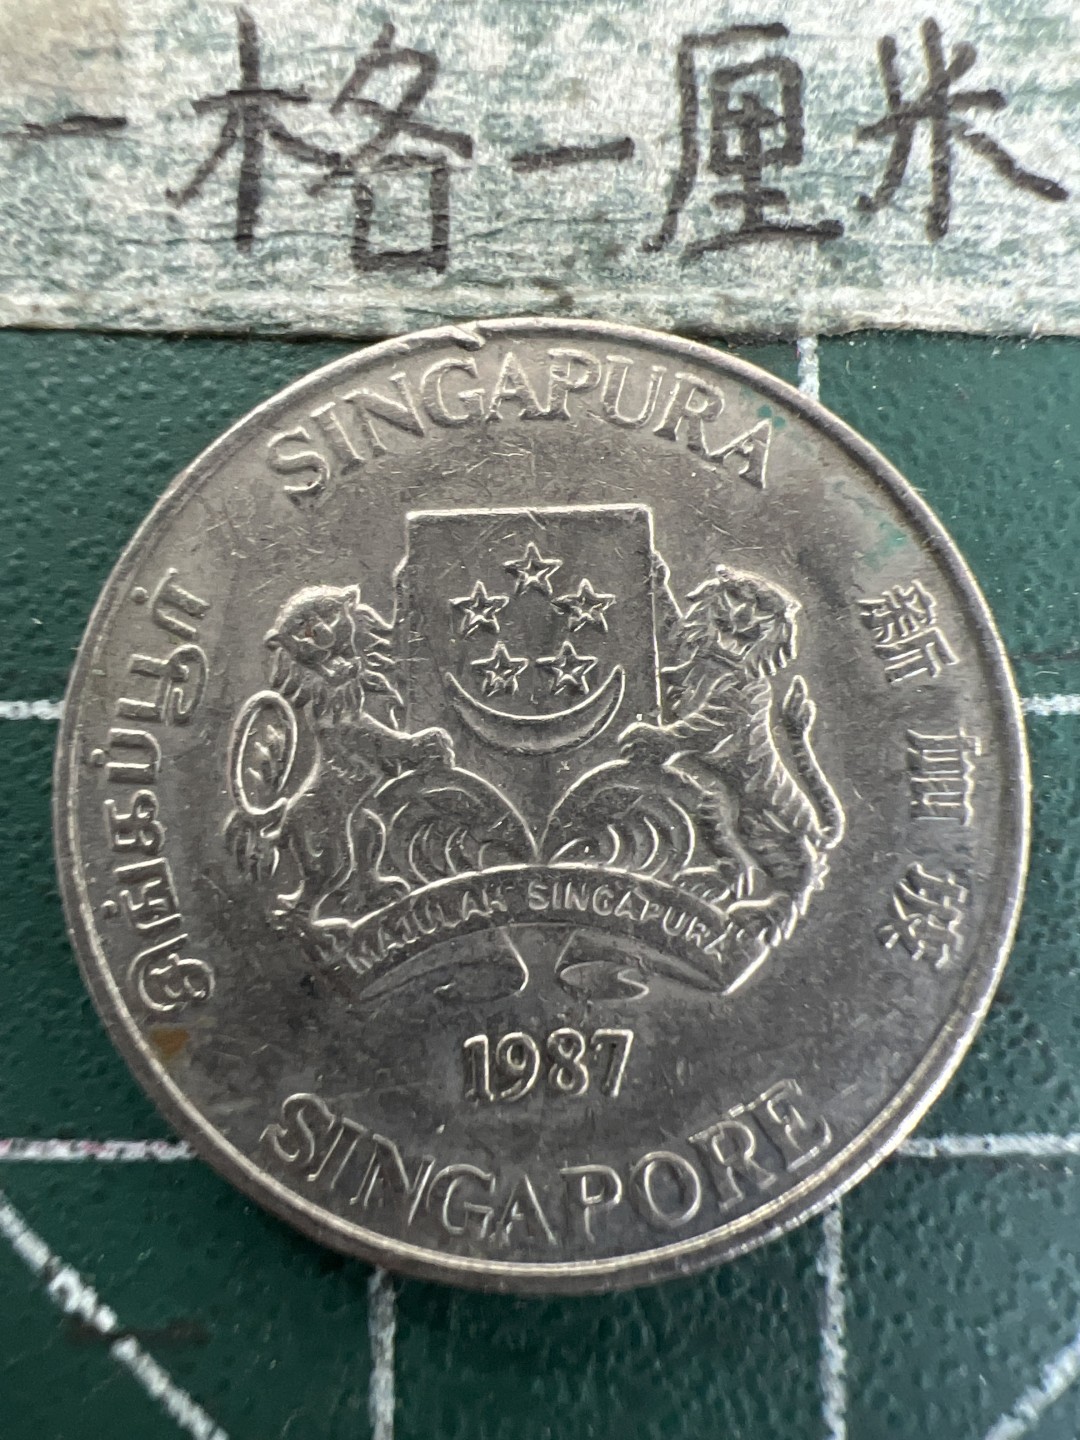 一格一厘米
SINGAPURA
சிங்கப்பூர்
新加坡
MAJULAH SINGAPURA
1987
SINGAPORE